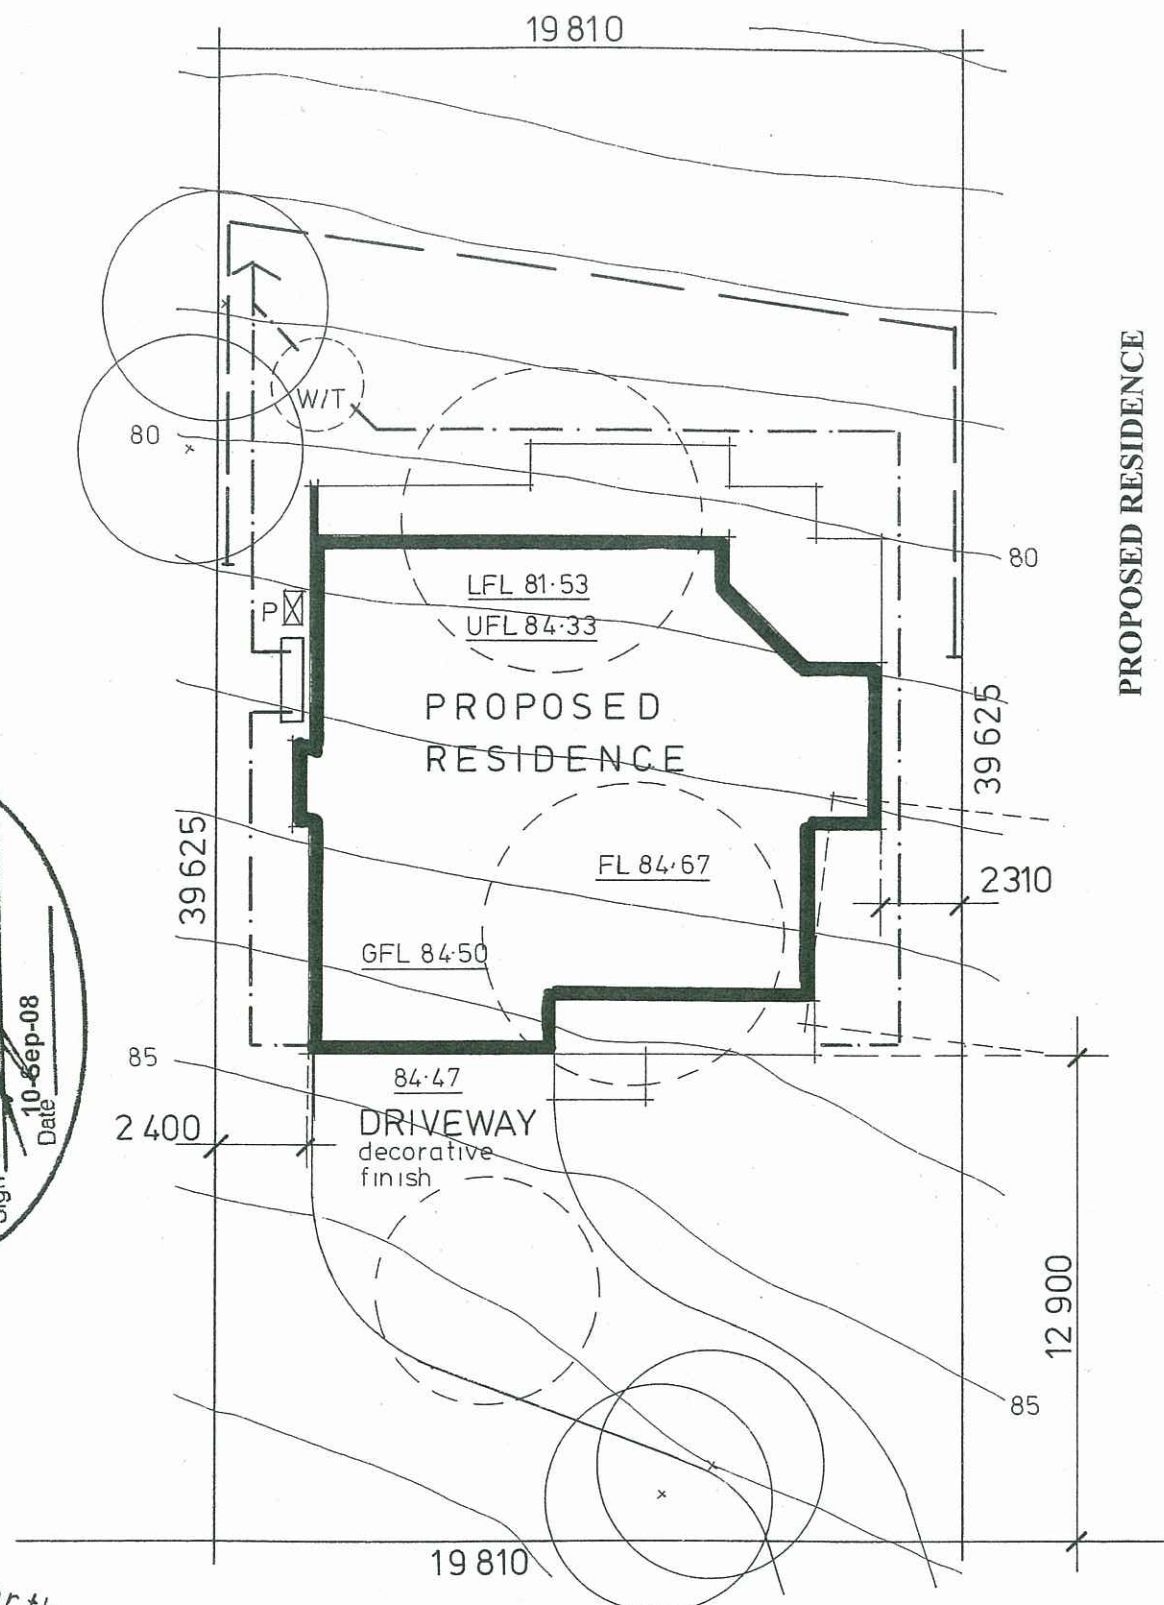 19 810
W/T
80
80
LFL 81·53
UFL 84·33
P
PROPOSED
RESIDENCE
PROPOSED RESIDENCE
39 625
39 625
FL 84·67
2310
GFL 84·50
10-Sep-08
Date
85
84·47
2 400
DRIVEWAY
decorative
finish
12 900
85
19 810